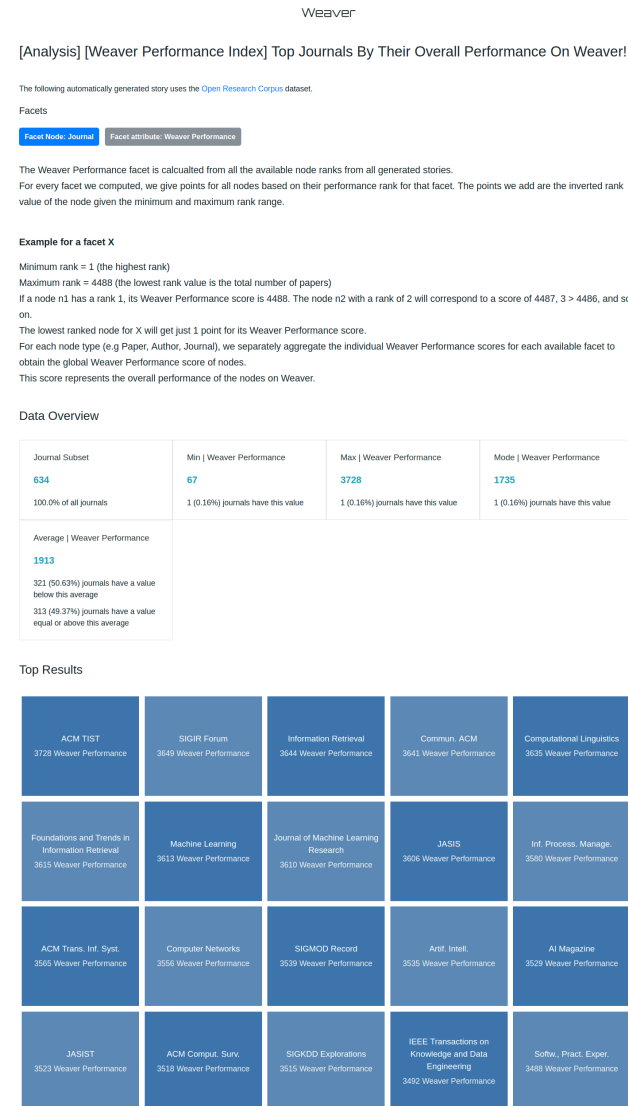 Weaver
[Analysis] [Weaver Performance Index] Top Journals By Their Overall Performance On Weaver!
The following automatically generated story uses the Open Research Corpus dataset.
Facets
Facet Node: Journal Facet attribute: Weaver Performance
The Weaver Performance facet is calcualted from all the available node ranks from all generated stories.
For every facet we computed, we give points for all nodes based on their performance rank for that facet. The points we add are the inverted rank
value of the node given the minimum and maximum rank range.
Example for a facet X
Minimum rank = 1 (the highest rank)
Maximum rank = 4488 (the lowest rank value is the total number of papers)
If a node n1 has a rank 1, its Weaver Performance score is 4488. The node n2 with a rank of 2 will correspond to a score of 4487, 3 > 4486, and so
on.
The lowest ranked node for X will get just 1 point for its Weaver Performance score.
For each node type (e.g Paper, Author, Journal), we separately aggregate the individual Weaver Performance scores for each available facet to
obtain the global Weaver Performance score of nodes.
This score represents the overall performance of the nodes on Weaver.
Data Overview
Journal Subset
634
100.0% of all journals
Min | Weaver Performance
67
1 (0.16%) journals have this value
Max | Weaver Performance
3728
1 (0.16%) journals have this value
Mode | Weaver Performance
1735
1 (0.16%) journals have this value
Average | Weaver Performance
1913
321 (50.63%) journals have a value
below this average
313 (49.37%) journals have a value
equal or above this average
Top Results
ACM TIST
3728 Weaver Performance
SIGIR Forum
3649 Weaver Performance
Information Retrieval
3644 Weaver Performance
Commun. ACM
3641 Weaver Performance
Computational Linguistics
3635 Weaver Performance
Foundations and Trends in
Information Retrieval
3615 Weaver Performance
Machine Learning
3613 Weaver Performance
Journal of Machine Learning
Research
3610 Weaver Performance
JASIS
3606 Weaver Performance
Inf. Process. Manage.
3580 Weaver Performance
ACM Trans. Inf. Syst.
3565 Weaver Performance
Computer Networks
3556 Weaver Performance
SIGMOD Record
3539 Weaver Performance
Artif. Intell.
3535 Weaver Performance
AI Magazine
3529 Weaver Performance
JASIST
3523 Weaver Performance
ACM Comput. Surv.
3518 Weaver Performance
SIGKDD Explorations
3515 Weaver Performance
IEEE Transactions on
Knowledge and Data
Engineering
3492 Weaver Performance
Softw., Pract. Exper.
3488 Weaver Performance